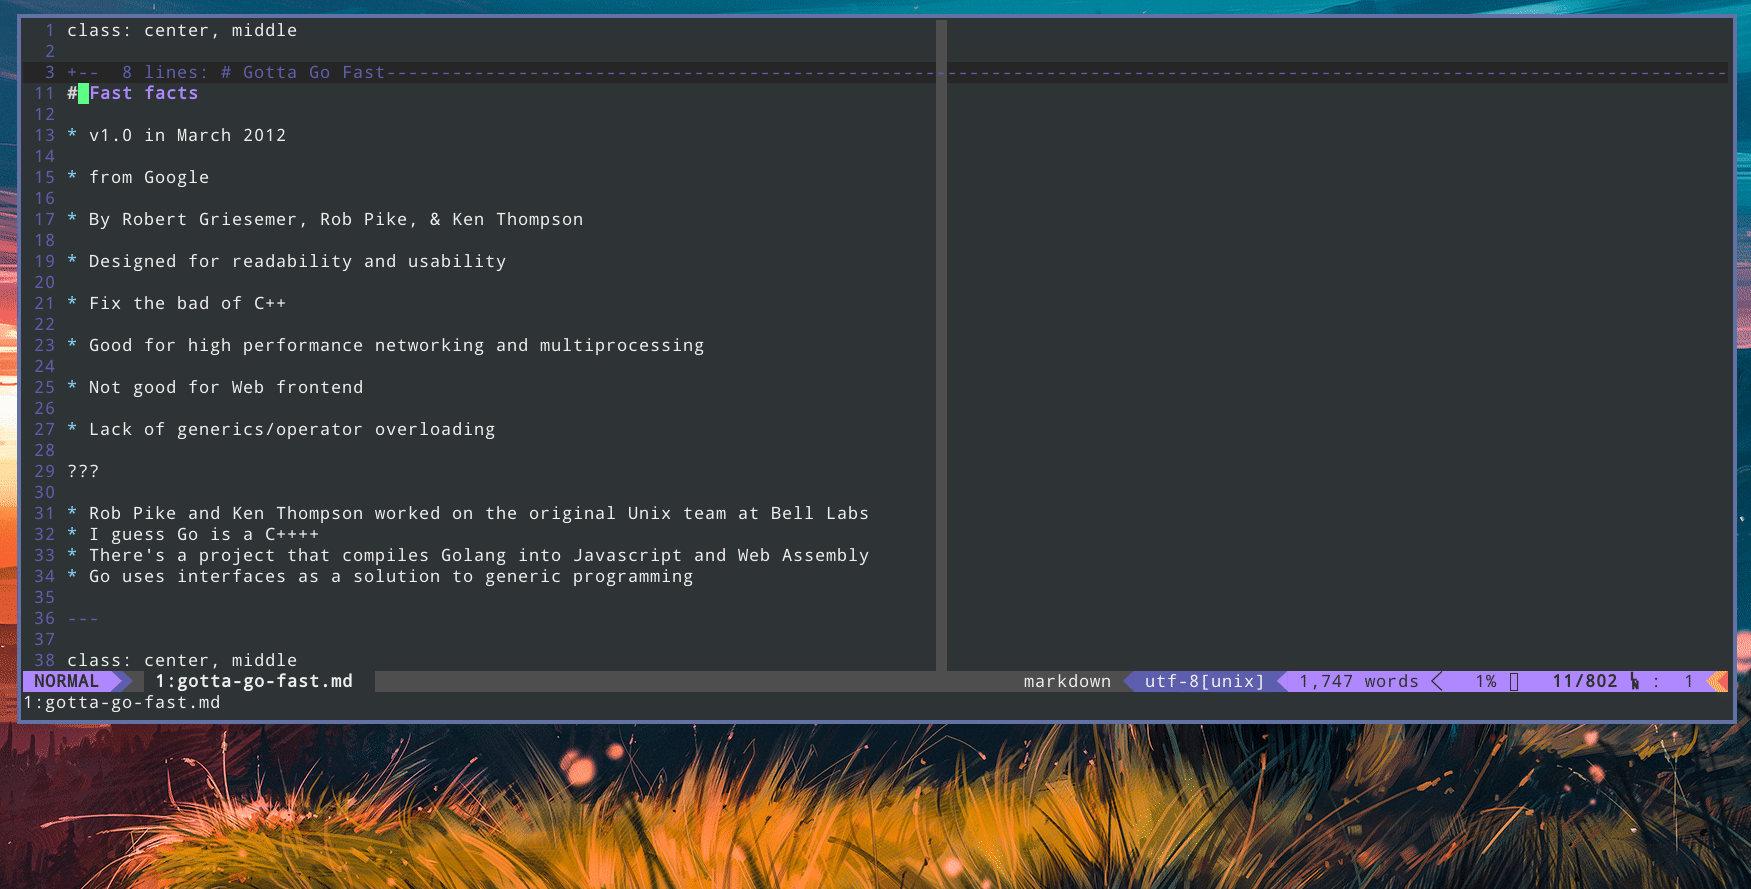 1 class: center, middle
2
3 +-- 8 lines: # Gotta Go Fast--------------------------------------------------------------------------------------------------------------------------
11 # Fast facts
12
13 * v1.0 in March 2012
14
15 * from Google
16
17 * By Robert Griesemer, Rob Pike, & Ken Thompson
18
19 * Designed for readability and usability
20
21 * Fix the bad of C++
22
23 * Good for high performance networking and multiprocessing
24
25 * Not good for Web frontend
26
27 * Lack of generics/operator overloading
28
29 ???
30
31 * Rob Pike and Ken Thompson worked on the original Unix team at Bell Labs
32 * I guess Go is a C++++
33 * There's a project that compiles Golang into Javascript and Web Assembly
34 * Go uses interfaces as a solution to generic programming
35
36 ---
37
38 class: center, middle
NORMAL 1:gotta-go-fast.md markdown utf-8[unix] 1,747 words 1% 11/802 : 1
1:gotta-go-fast.md